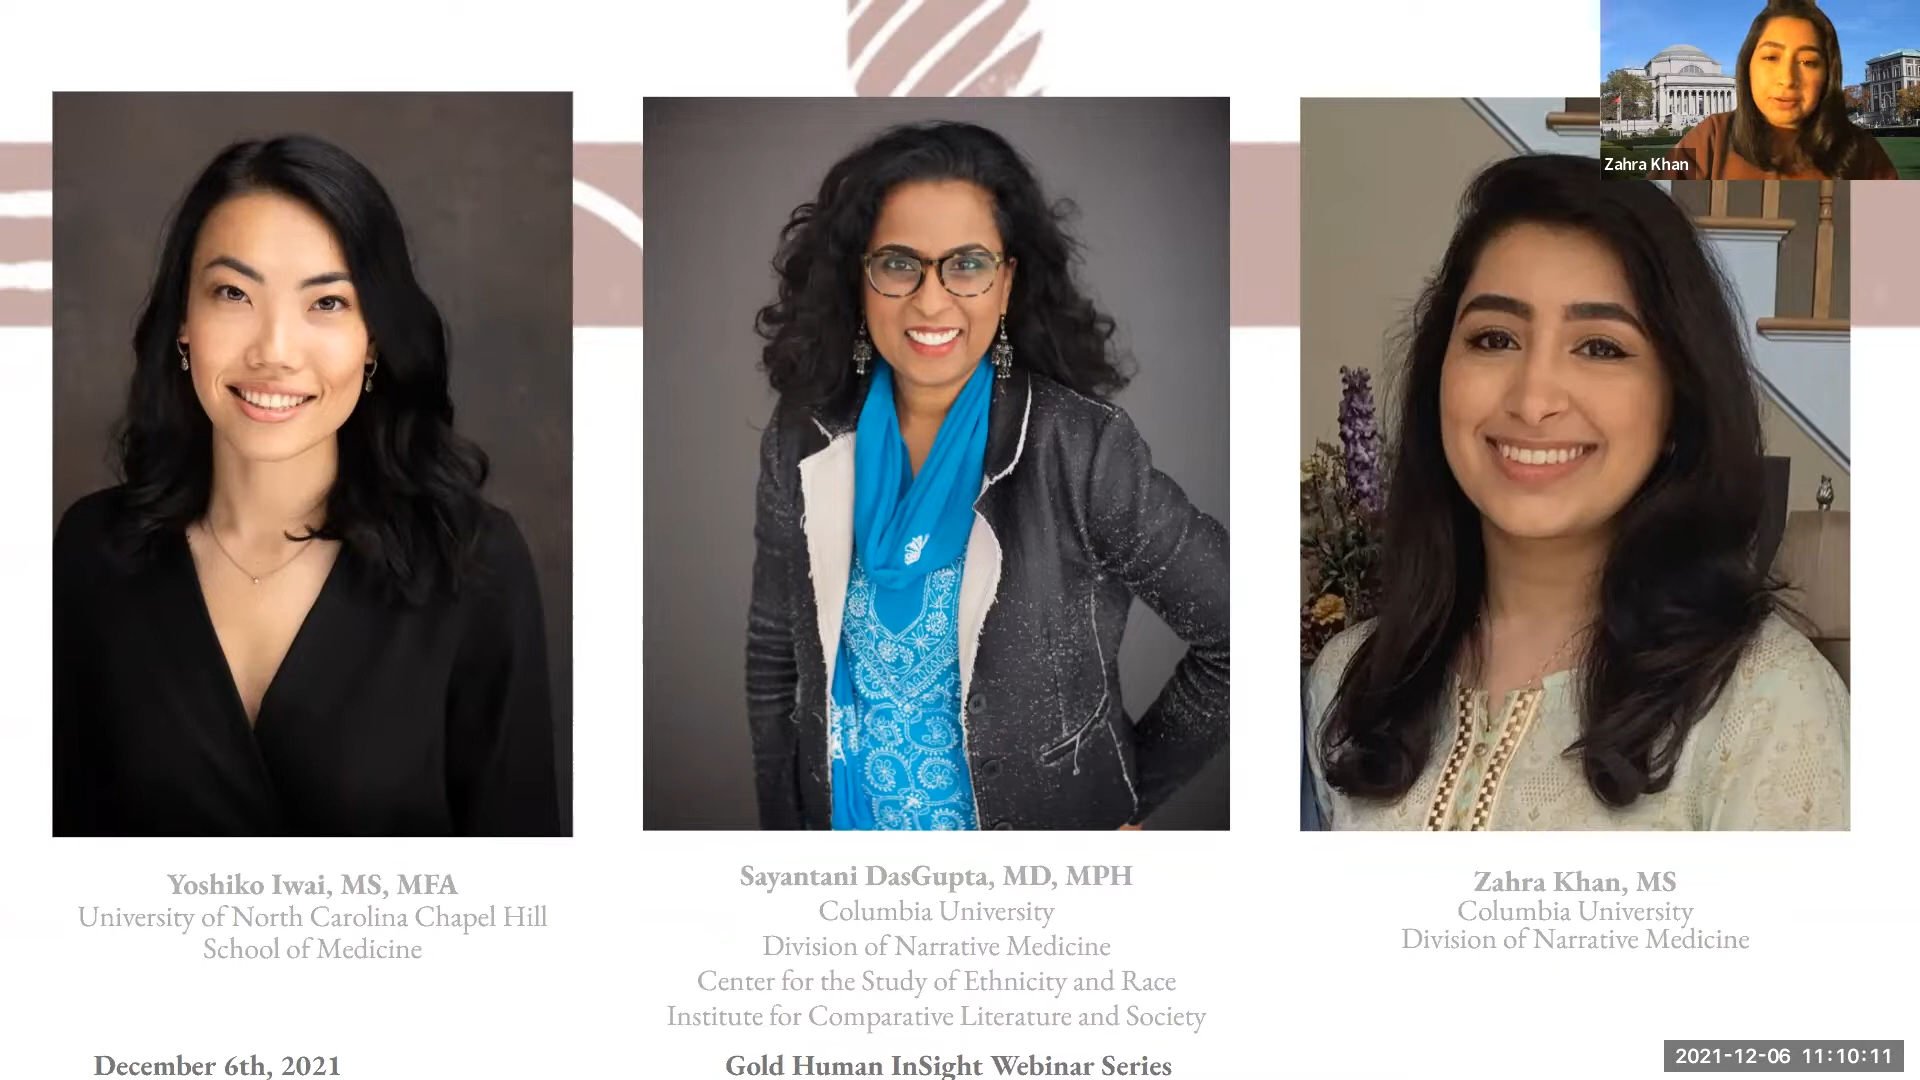 Zahra Khan
Yoshiko Iwai, MS, MFA
University of North Carolina Chapel Hill
School of Medicine
Sayantani DasGupta, MD, MPH
Columbia University
Division of Narrative Medicine
Center for the Study of Ethnicity and Race
Institute for Comparative Literature and Society
Zahra Khan, MS
Columbia University
Division of Narrative Medicine
December 6th, 2021
Gold Human InSight Webinar Series
2021-12-06 11:10:11